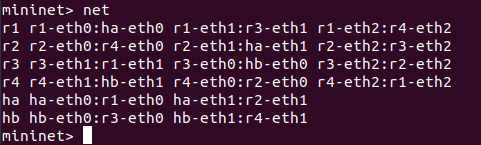 mininet> net
r1 r1-eth0:ha-eth0 r1-eth1:r3-eth1 r1-eth2:r4-eth2
r2 r2-eth0:r4-eth0 r2-eth1:ha-eth1 r2-eth2:r3-eth2
r3 r3-eth1:r1-eth1 r3-eth0:hb-eth0 r3-eth2:r2-eth2
r4 r4-eth1:hb-eth1 r4-eth0:r2-eth0 r4-eth2:r1-eth2
ha ha-eth0:r1-eth0 ha-eth1:r2-eth1
hb hb-eth0:r3-eth0 hb-eth1:r4-eth1
mininet>